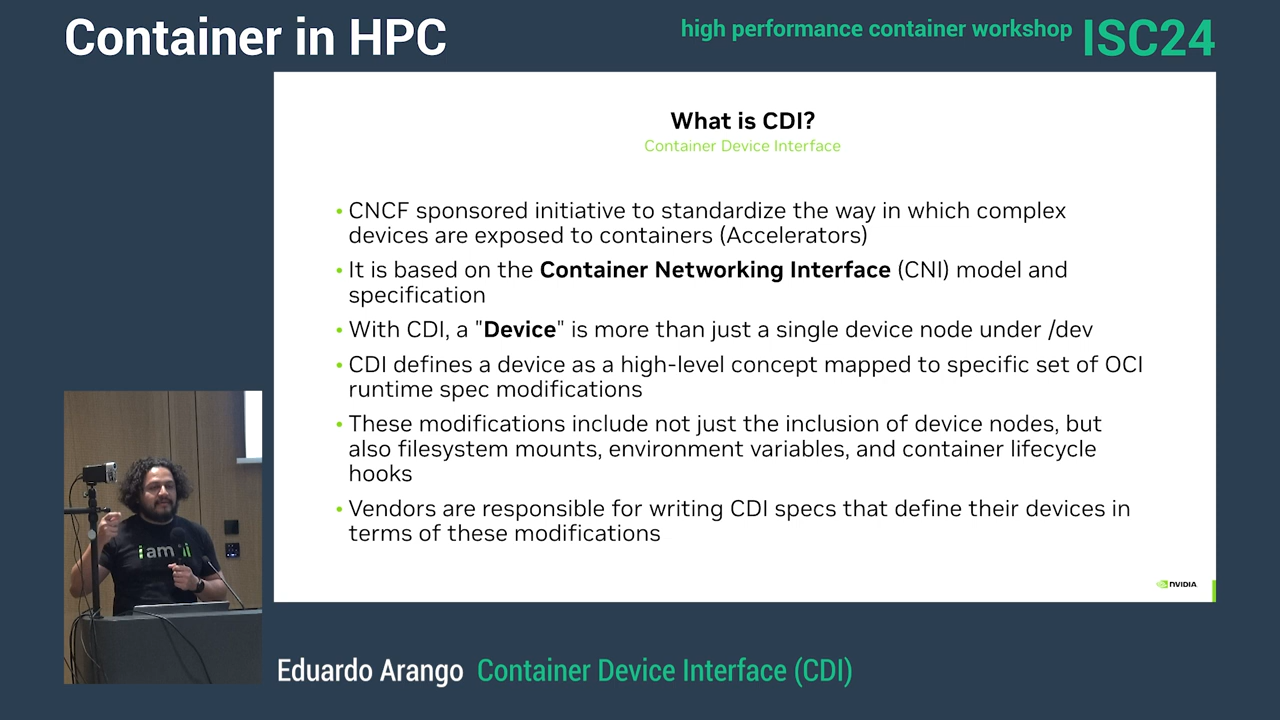 Container in HPC
high performance container workshop ISC24
What is CDI?
Container Device Interface
• CNCF sponsored initiative to standardize the way in which complex
devices are exposed to containers (Accelerators)
• It is based on the Container Networking Interface (CNI) model and
specification
• With CDI, a "Device" is more than just a single device node under /dev
• CDI defines a device as a high-level concept mapped to specific set of OCI
runtime spec modifications
• These modifications include not just the inclusion of device nodes, but
also filesystem mounts, environment variables, and container lifecycle
hooks
• Vendors are responsible for writing CDI specs that define their devices in
terms of these modifications
NVIDIA
i am
Eduardo Arango Container Device Interface (CDI)